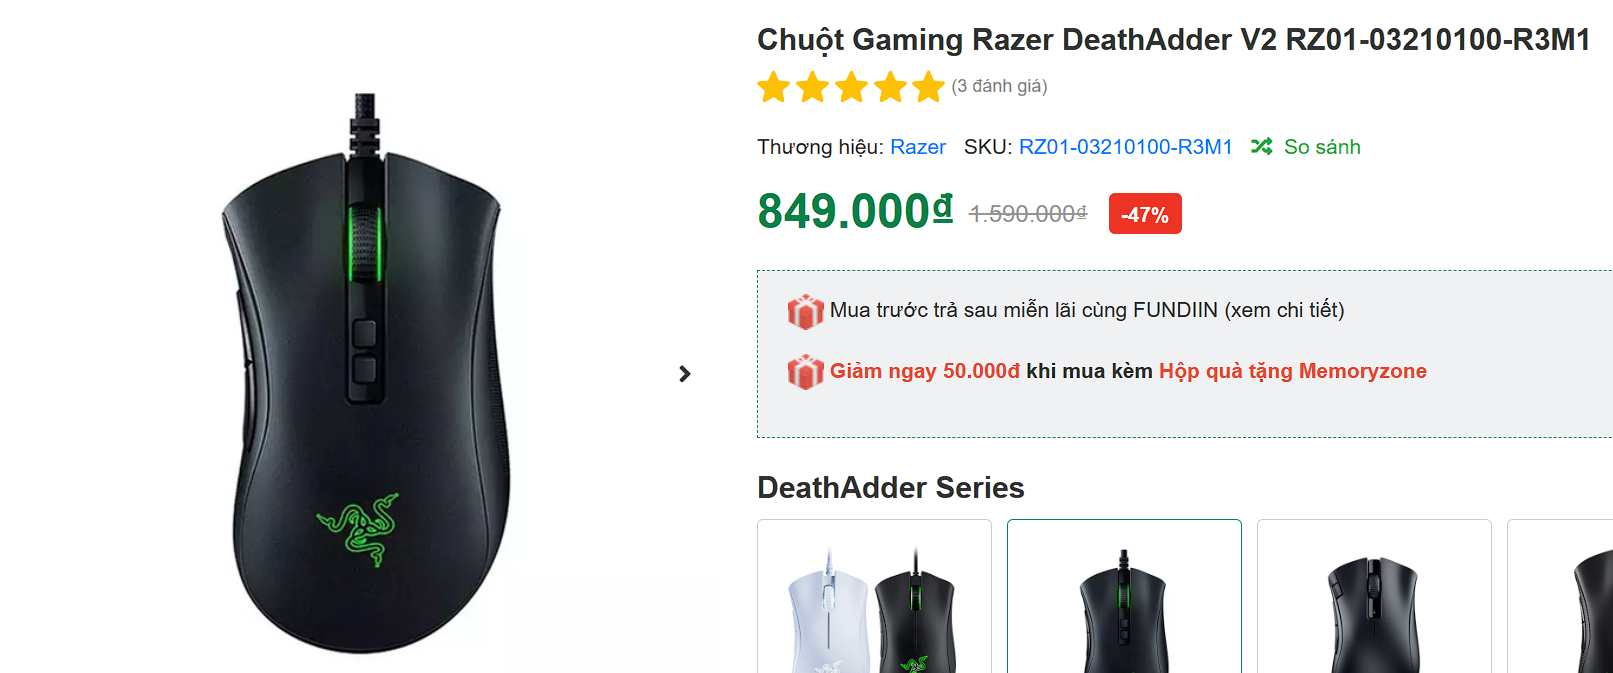 Chuột Gaming Razer DeathAdder V2 RZ01-03210100-R3M1
(3 đánh giá)
Thương hiệu: Razer SKU: RZ01-03210100-R3M1 So sánh
849.000₫ 1.590.000₫ -47%
Mua trước trả sau miễn lãi cùng FUNDIIN (xem chi tiết)
Giảm ngay 50.000đ khi mua kèm Hộp quà tặng Memoryzone
DeathAdder Series